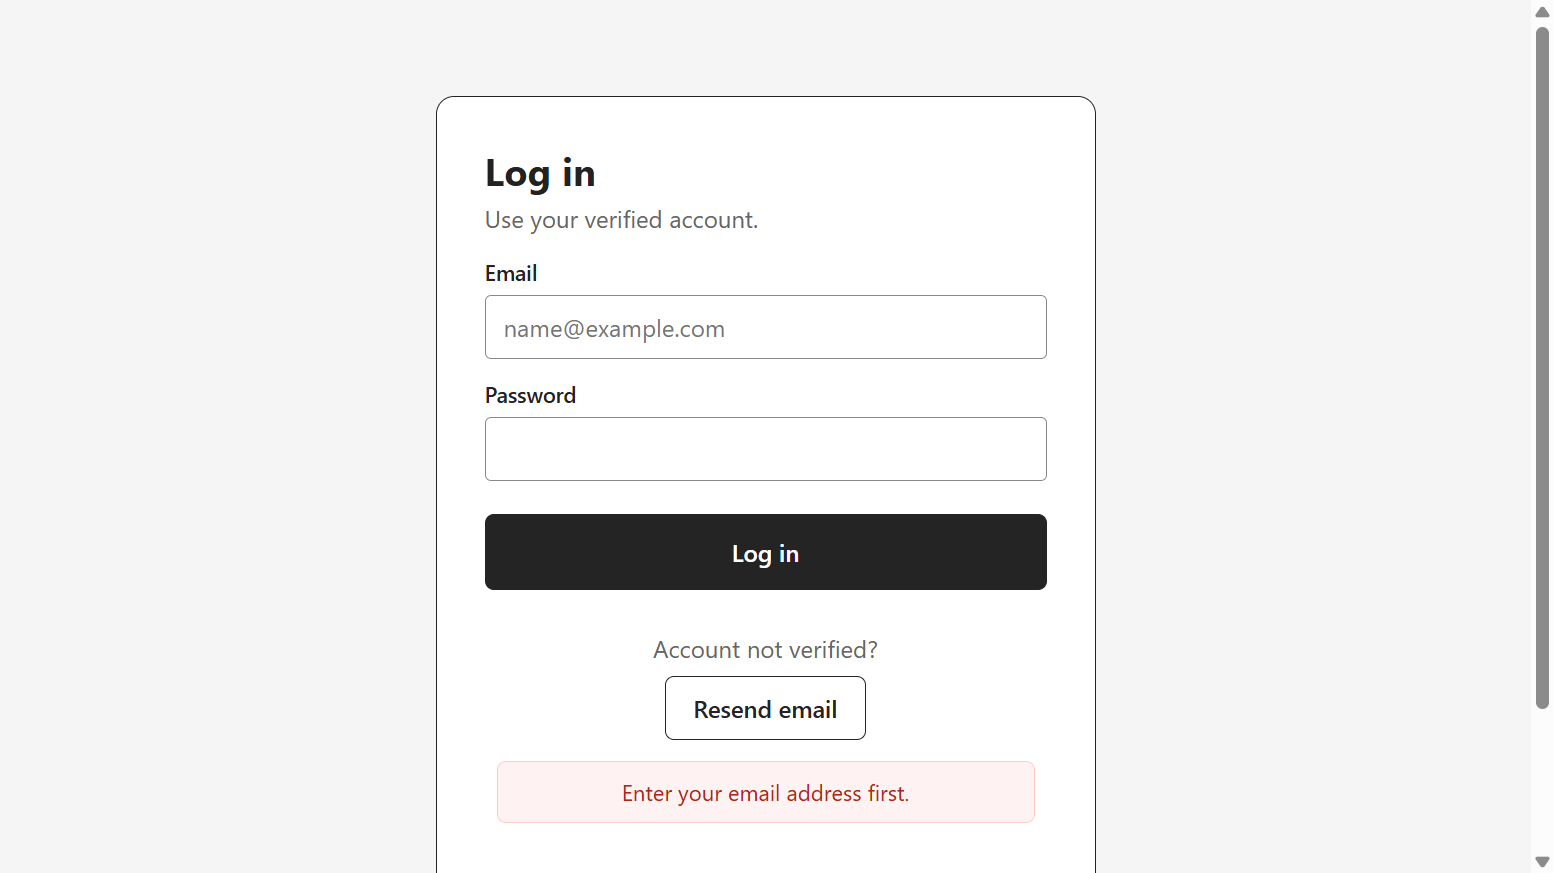 Log in
Use your verified account.
Email
name@example.com
Password
Log in
Account not verified?
Resend email
Enter your email address first.